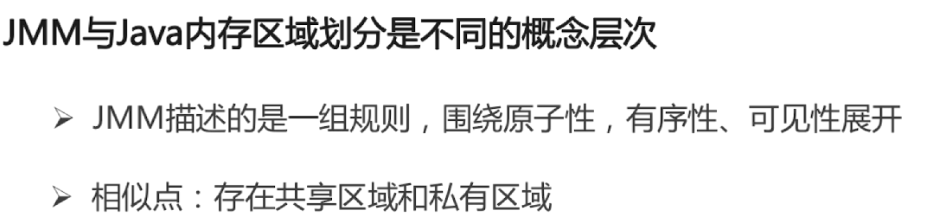 JMM与Java内存区域划分是不同的概念层次
➢ JMM描述的是一组规则，围绕原子性，有序性、可见性展开
➢ 相似点：存在共享区域和私有区域